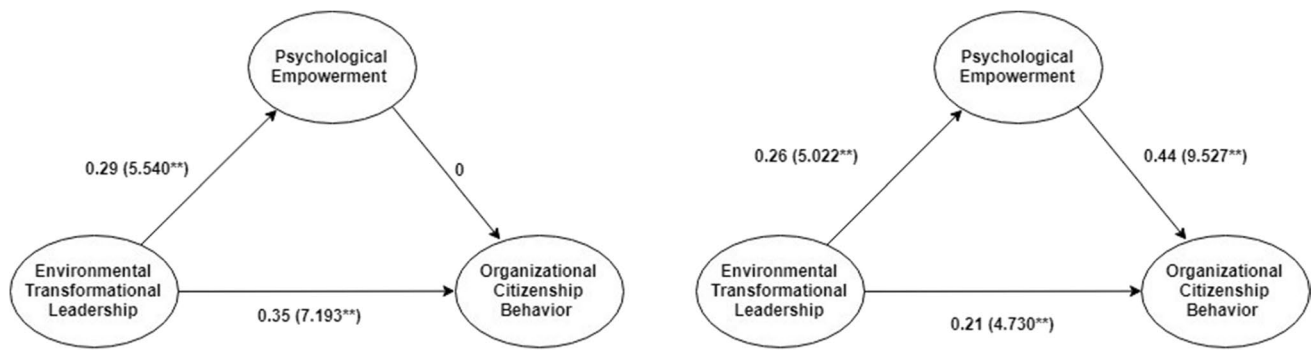 Psychological
Empowerment
0.29 (5.540**)
0
Environmental
Transformational
Leadership
0.35 (7.193**)
Organizational
Citizenship
Behavior
Psychological
Empowerment
0.26 (5.022**)
0.44 (9.527**)
Environmental
Transformational
Leadership
0.21 (4.730**)
Organizational
Citizenship
Behavior